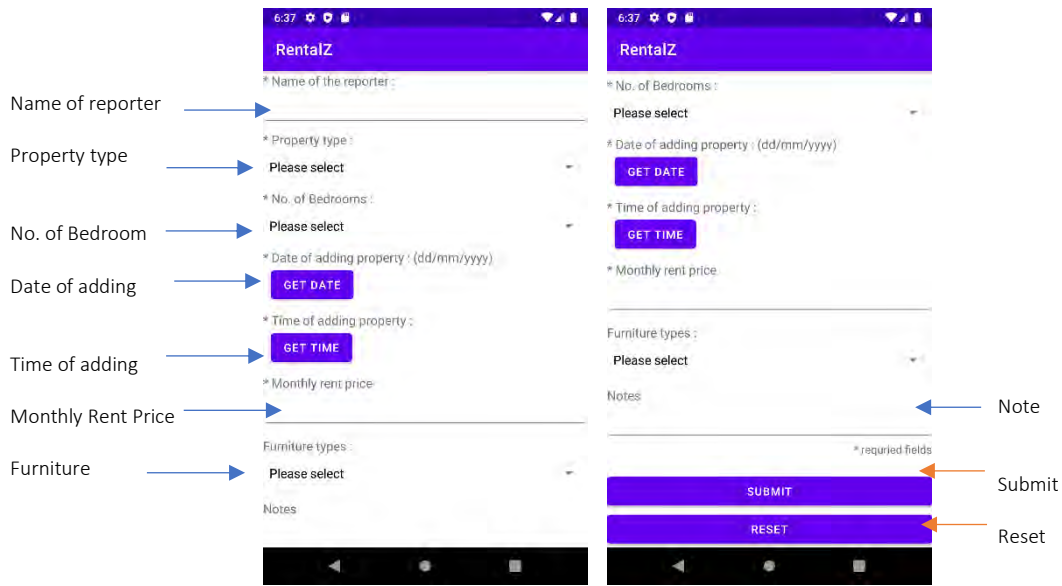 Name of reporter
Property type
No. of Bedroom
Date of adding
Time of adding
Monthly Rent Price
Furniture
6:37
RentalZ
* Name of the reporter :
* Property type :
Please select
* No. of Bedrooms :
Please select
* Date of adding property : (dd/mm/yyyy)
GET DATE
* Time of adding property :
GET TIME
* Monthly rent price
Furniture types :
Please select
Notes
6:37
RentalZ
* No. of Bedrooms :
Please select
* Date of adding property : (dd/mm/yyyy)
GET DATE
* Time of adding property :
GET TIME
* Monthly rent price
Furniture types :
Please select
Notes
* requried fields
SUBMIT
RESET
Note
Submit
Reset